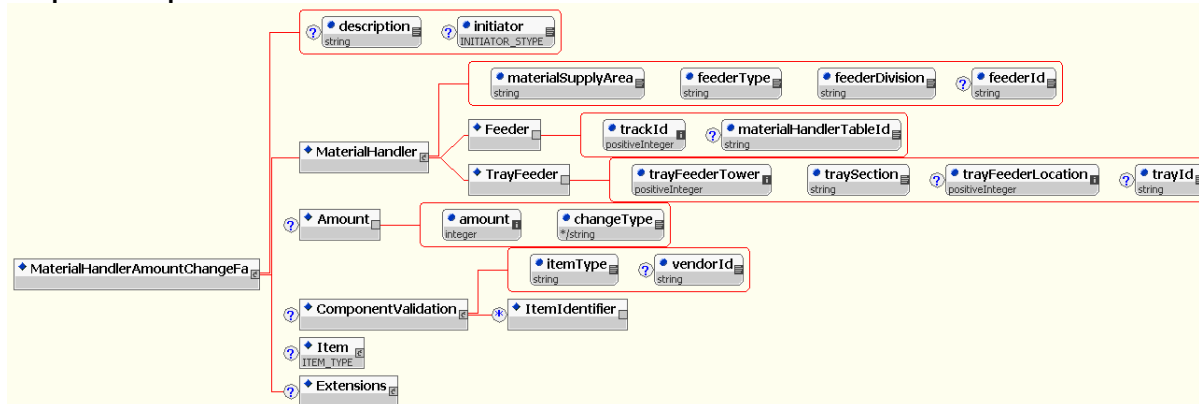 description
string
initiator
INITIATOR_STYPE
materialSupplyArea
string
feederType
string
feederDivision
string
feederId
string
MaterialHandler
Feeder
trackId
positiveInteger
materialHandlerTableId
string
TrayFeeder
trayFeederTower
positiveInteger
traySection
string
trayFeederLocation
positiveInteger
trayId
string
Amount
amount
integer
changeType
*/string
MaterialHandlerAmountChangeFa
ComponentValidation
itemType
string
vendorId
string
ItemIdentifier
Item
ITEM_TYPE
Extensions